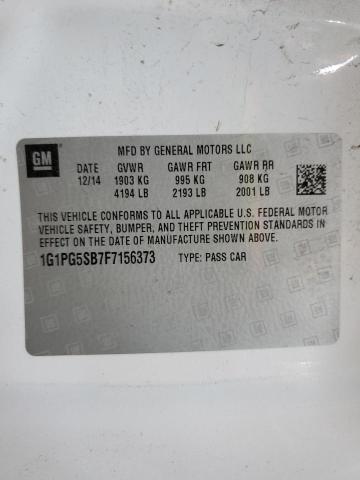 MFD BY GENERAL MOTORS LLC
GM
DATE GVWR GAWR FRT GAWR RR
12/14 1903 KG 995 KG 908 KG
4194 LB 2193 LB 2001 LB
THIS VEHICLE CONFORMS TO ALL APPLICABLE U.S. FEDERAL MOTOR
VEHICLE SAFETY, BUMPER, AND THEFT PREVENTION STANDARDS IN
EFFECT ON THE DATE OF MANUFACTURE SHOWN ABOVE.
1G1PG5SB7F7156373 TYPE: PASS CAR